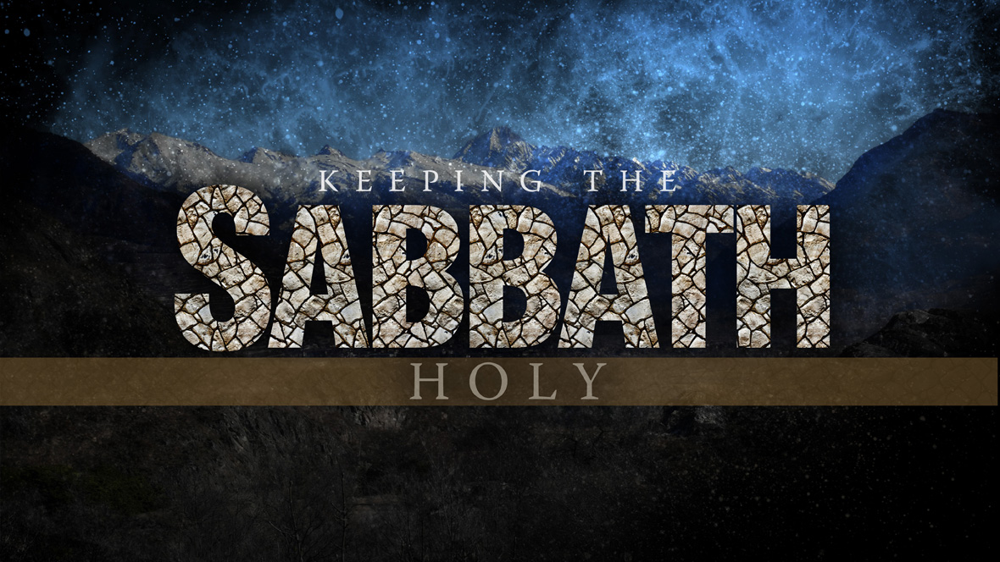 KEEPING THE
SABBATH
HOLY